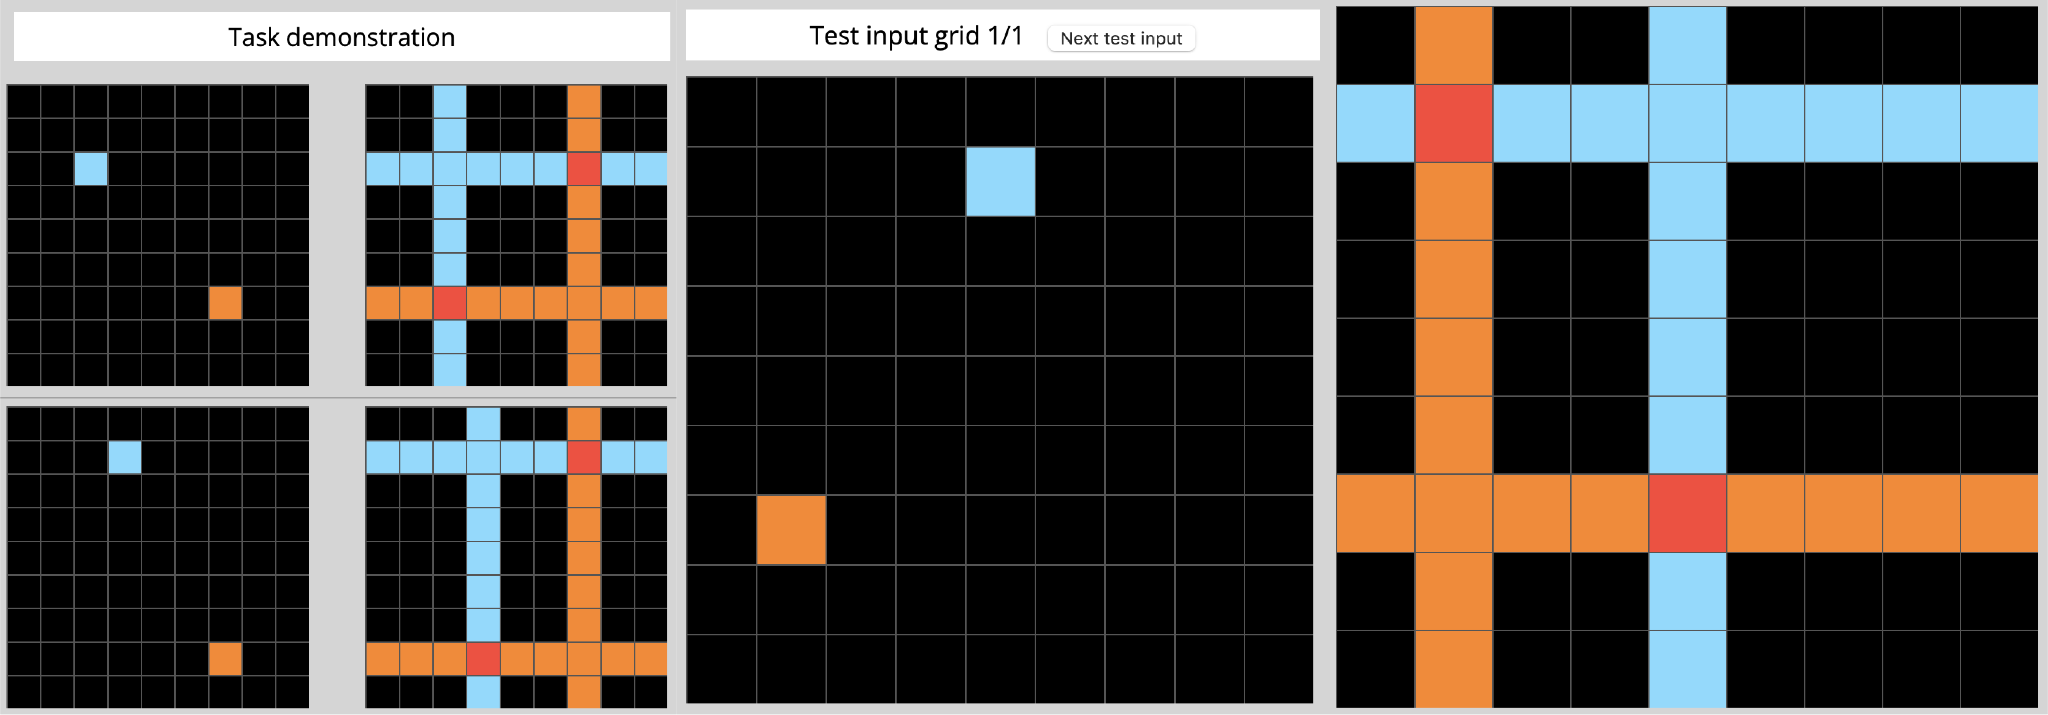 Task demonstration
Test input grid 1/1
Next test input